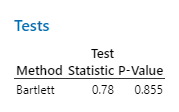 Tests
Test
Method Statistic P-Value
Bartlett 0.78 0.855